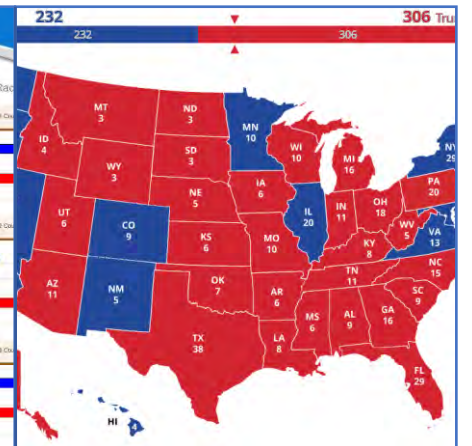 232
306 Tru
232
306
MT
3
ND
3
MN
10
ID
4
SD
3
WI
10
MI
16
NY
29
WY
3
IA
6
PA
20
NE
5
OH
18
IL
20
IN
11
UT
6
CO
9
WV
5
VA
13
KS
6
MO
10
KY
8
NC
15
TN
11
AZ
11
NM
5
OK
7
AR
6
SC
9
MS
6
AL
9
GA
16
TX
38
LA
8
FL
29
HI
4